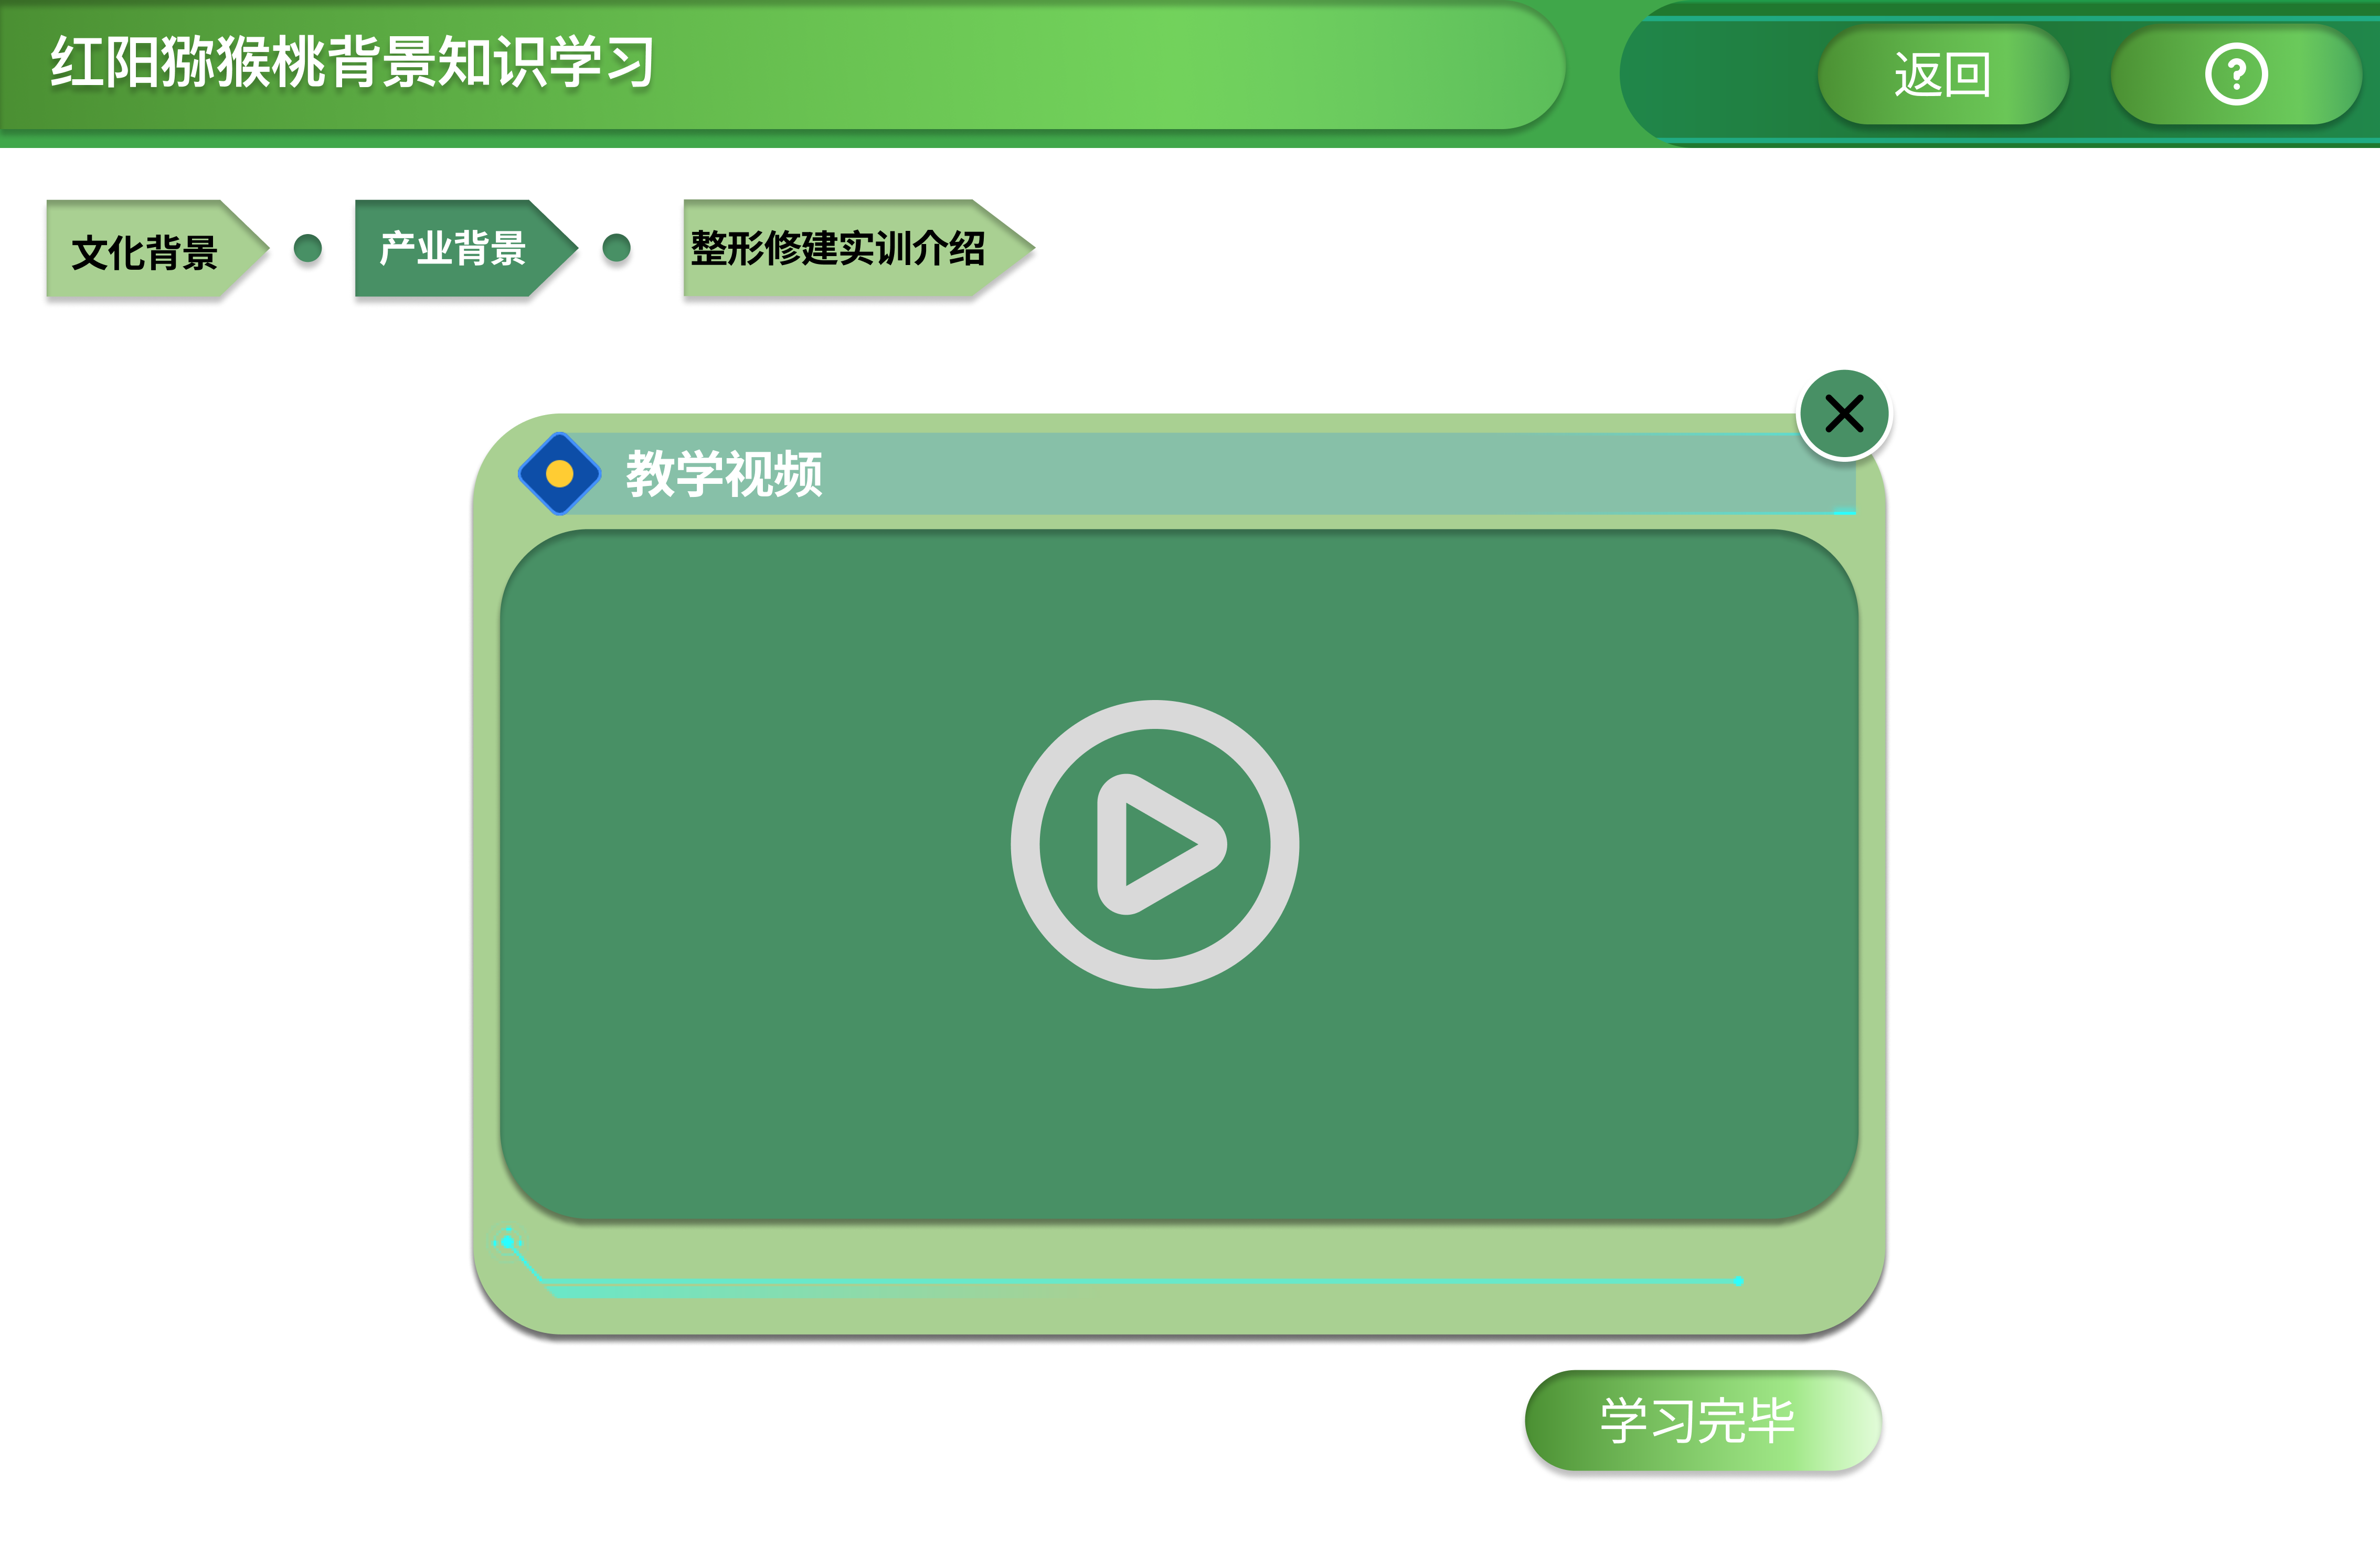 红阳猕猴桃背景知识学习
返回
文化背景
产业背景
整形修建实训介绍
教学视频
学习完毕